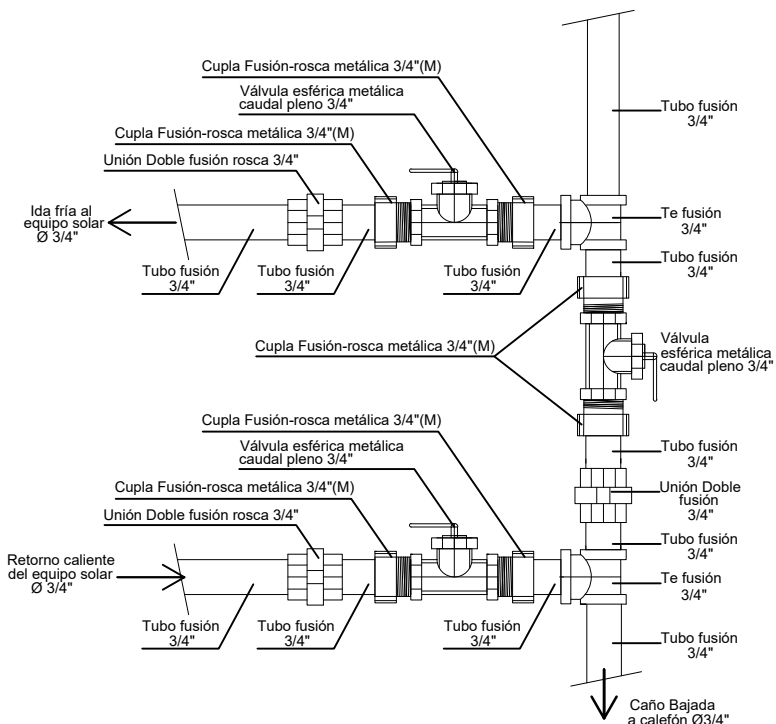 Cupla Fusión-rosca metálica 3/4"(M)
Válvula esférica metálica
caudal pleno 3/4"
Cupla Fusión-rosca metálica 3/4"(M)
Unión Doble fusión rosca 3/4"
Tubo fusión
3/4"
Ida fría al
equipo solar
Ø 3/4"
Te fusión
3/4"
Tubo fusión
3/4"
Tubo fusión
3/4"
Tubo fusión
3/4"
Tubo fusión
3/4"
Cupla Fusión-rosca metálica 3/4"(M)
Válvula
esférica metálica
caudal pleno 3/4"
Cupla Fusión-rosca metálica 3/4"(M)
Válvula esférica metálica
caudal pleno 3/4"
Cupla Fusión-rosca metálica 3/4"(M)
Unión Doble fusión rosca 3/4"
Tubo fusión
3/4"
Unión Doble
fusión
3/4"
Tubo fusión
3/4"
Retorno caliente
del equipo solar
Ø 3/4"
Te fusión
3/4"
Tubo fusión
3/4"
Tubo fusión
3/4"
Tubo fusión
3/4"
Tubo fusión
3/4"
Caño Bajada
a calefón Ø3/4"